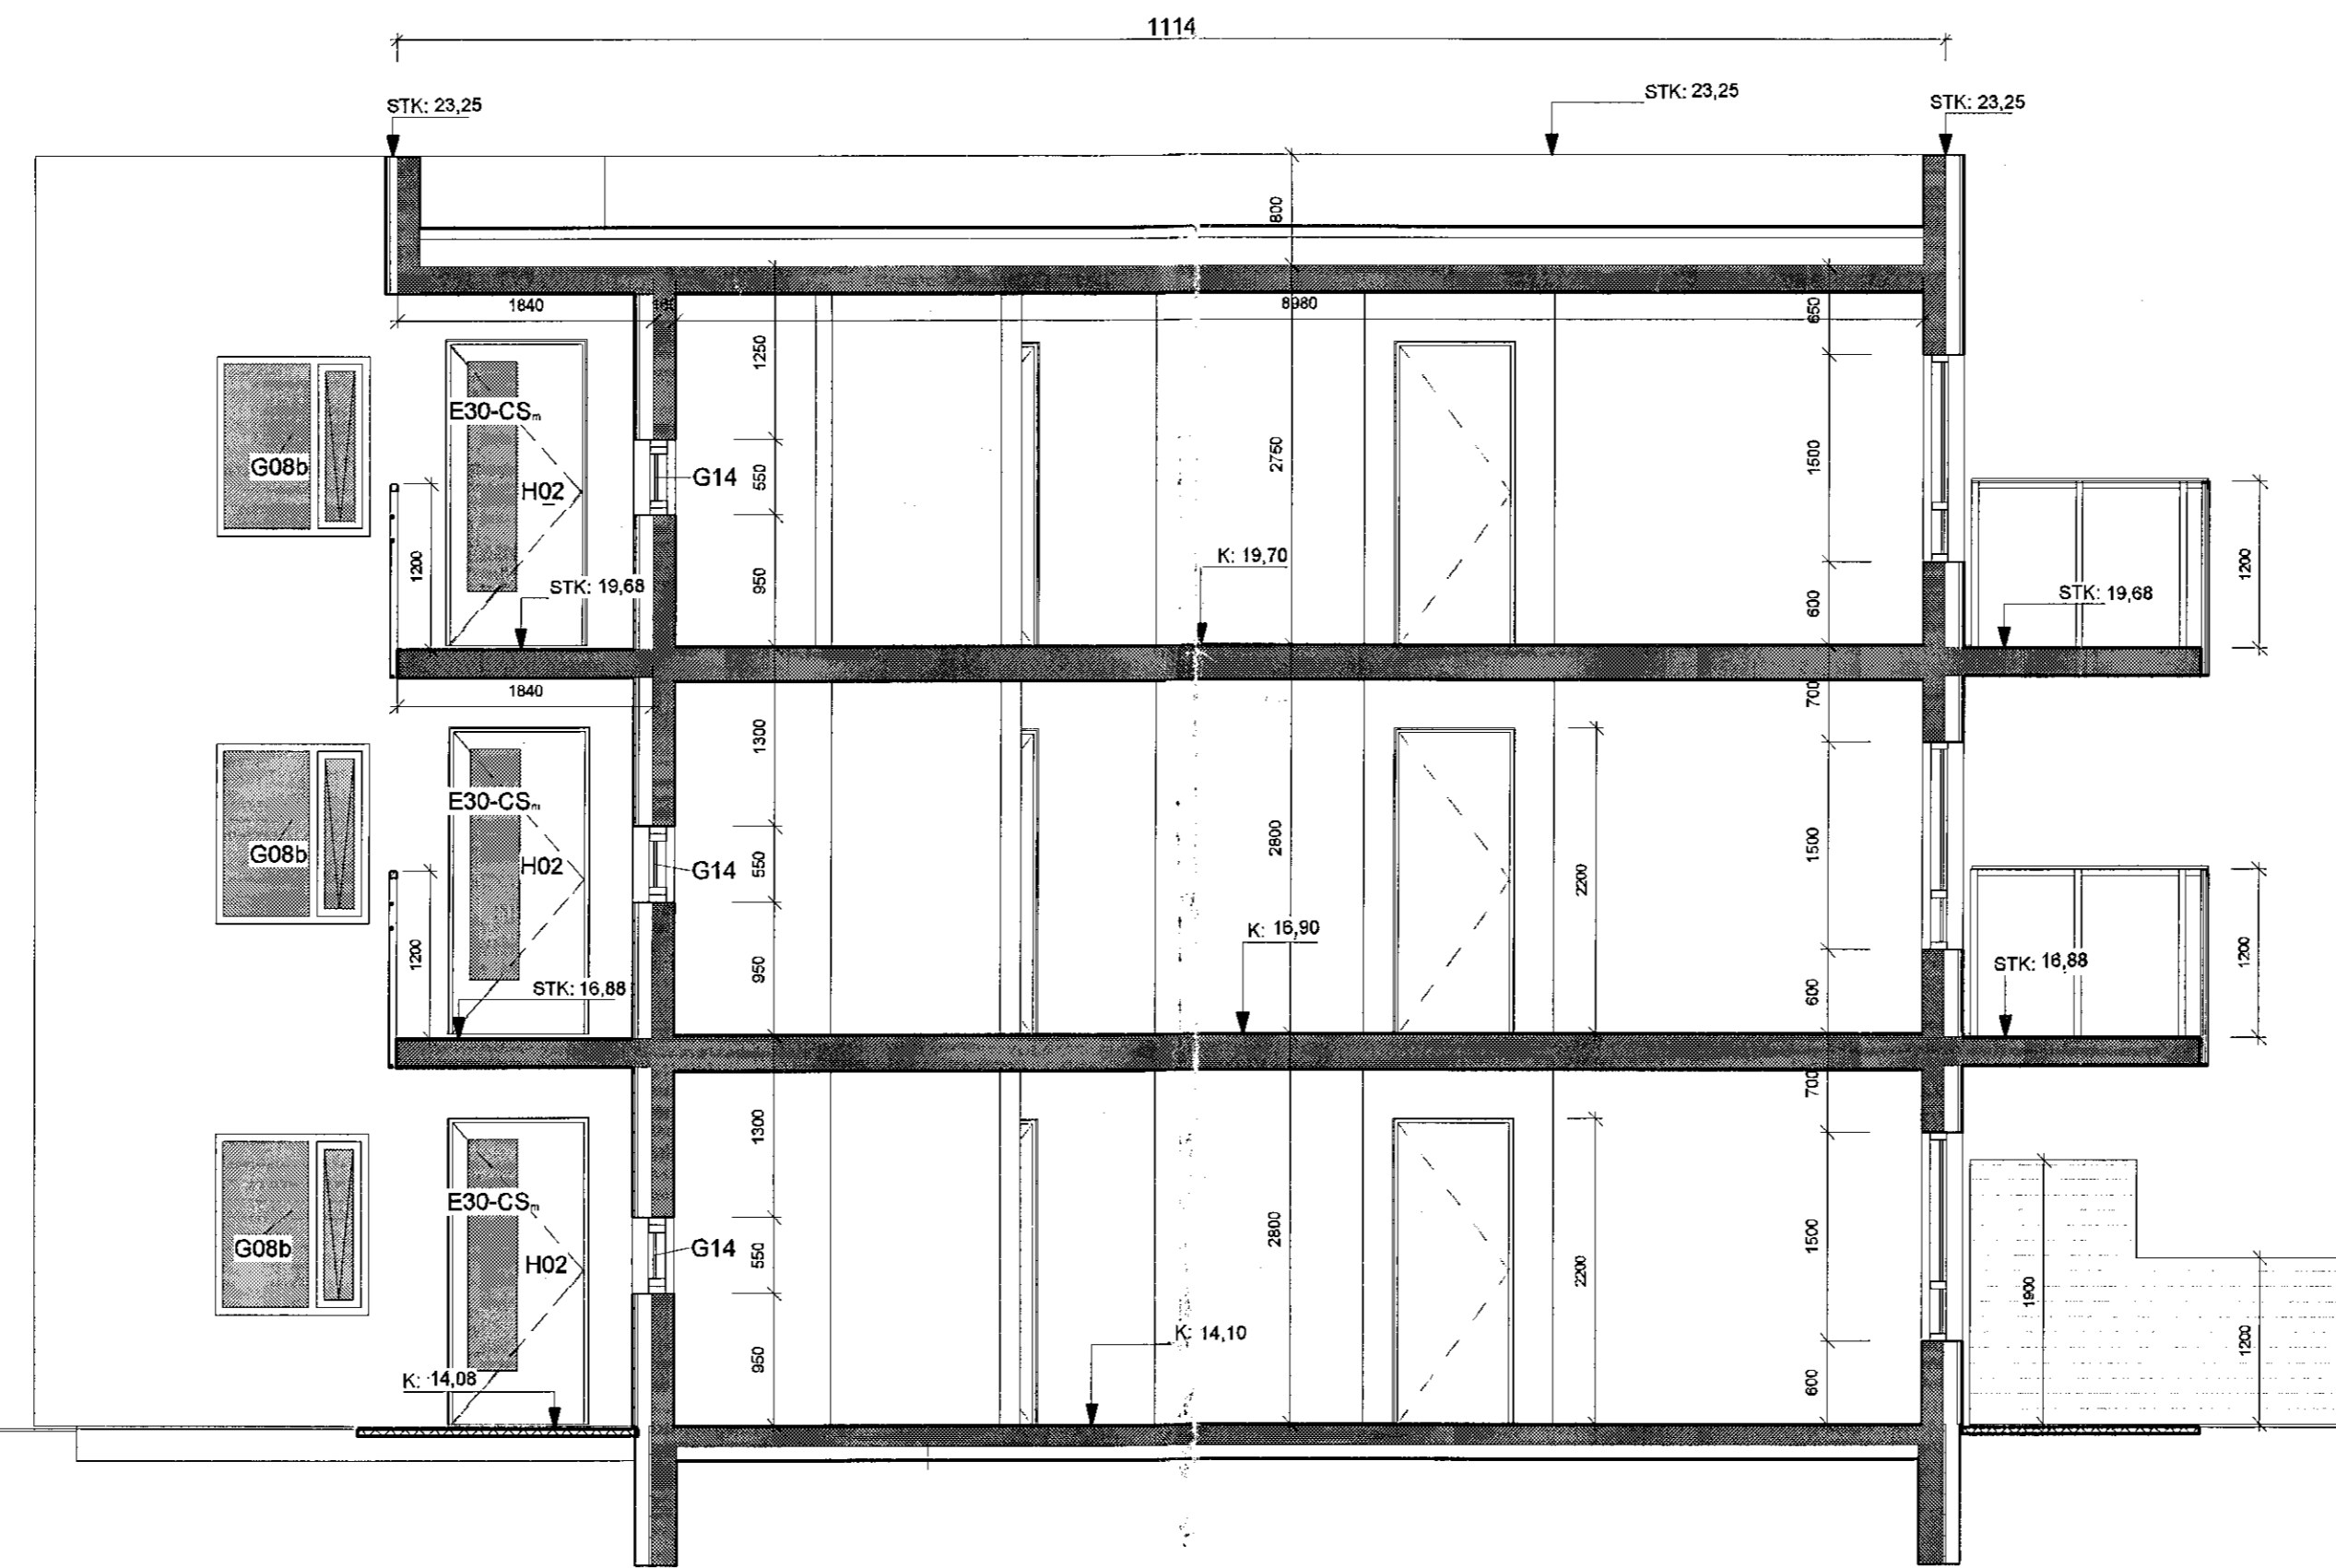 1114
STK: 23,25
STK: 23,25
STK: 23,25
800
1840
8980
650
1250
E30-CSm
G08b
H02
G14
550
2750
1500
1200
950
K: 19,70
STK: 19,68
600
STK: 19,68
1200
1840
700
1300
E30-CSm
G08b
H02
G14
550
2800
2200
1500
1200
950
K: 16,90
STK: 16,88
600
STK: 16,88
1200
700
1300
E30-CSm
G08b
H02
G14
550
2800
2200
1500
1900
1200
K: 14,10
950
K: 14,08
600